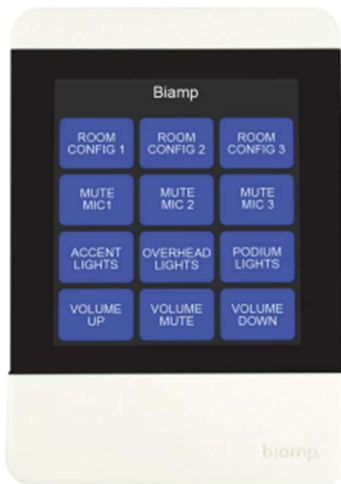 Biamp
ROOM ROOM ROOM
CONFIG 1 CONFIG 2 CONFIG 3
MUTE MUTE MUTE
MIC1 MIC 2 MIC 3
ACCENT OVERHEAD PODIUM
LIGHTS LIGHTS LIGHTS
VOLUME VOLUME VOLUME
UP MUTE DOWN
biamp.